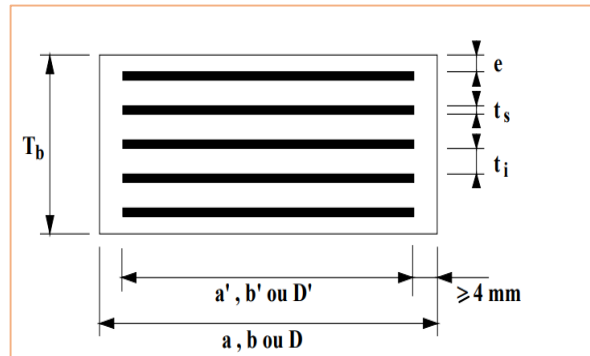 e
t_s
T_b
t_i
a' , b' ou D'
⩾ 4 mm
a , b ou D